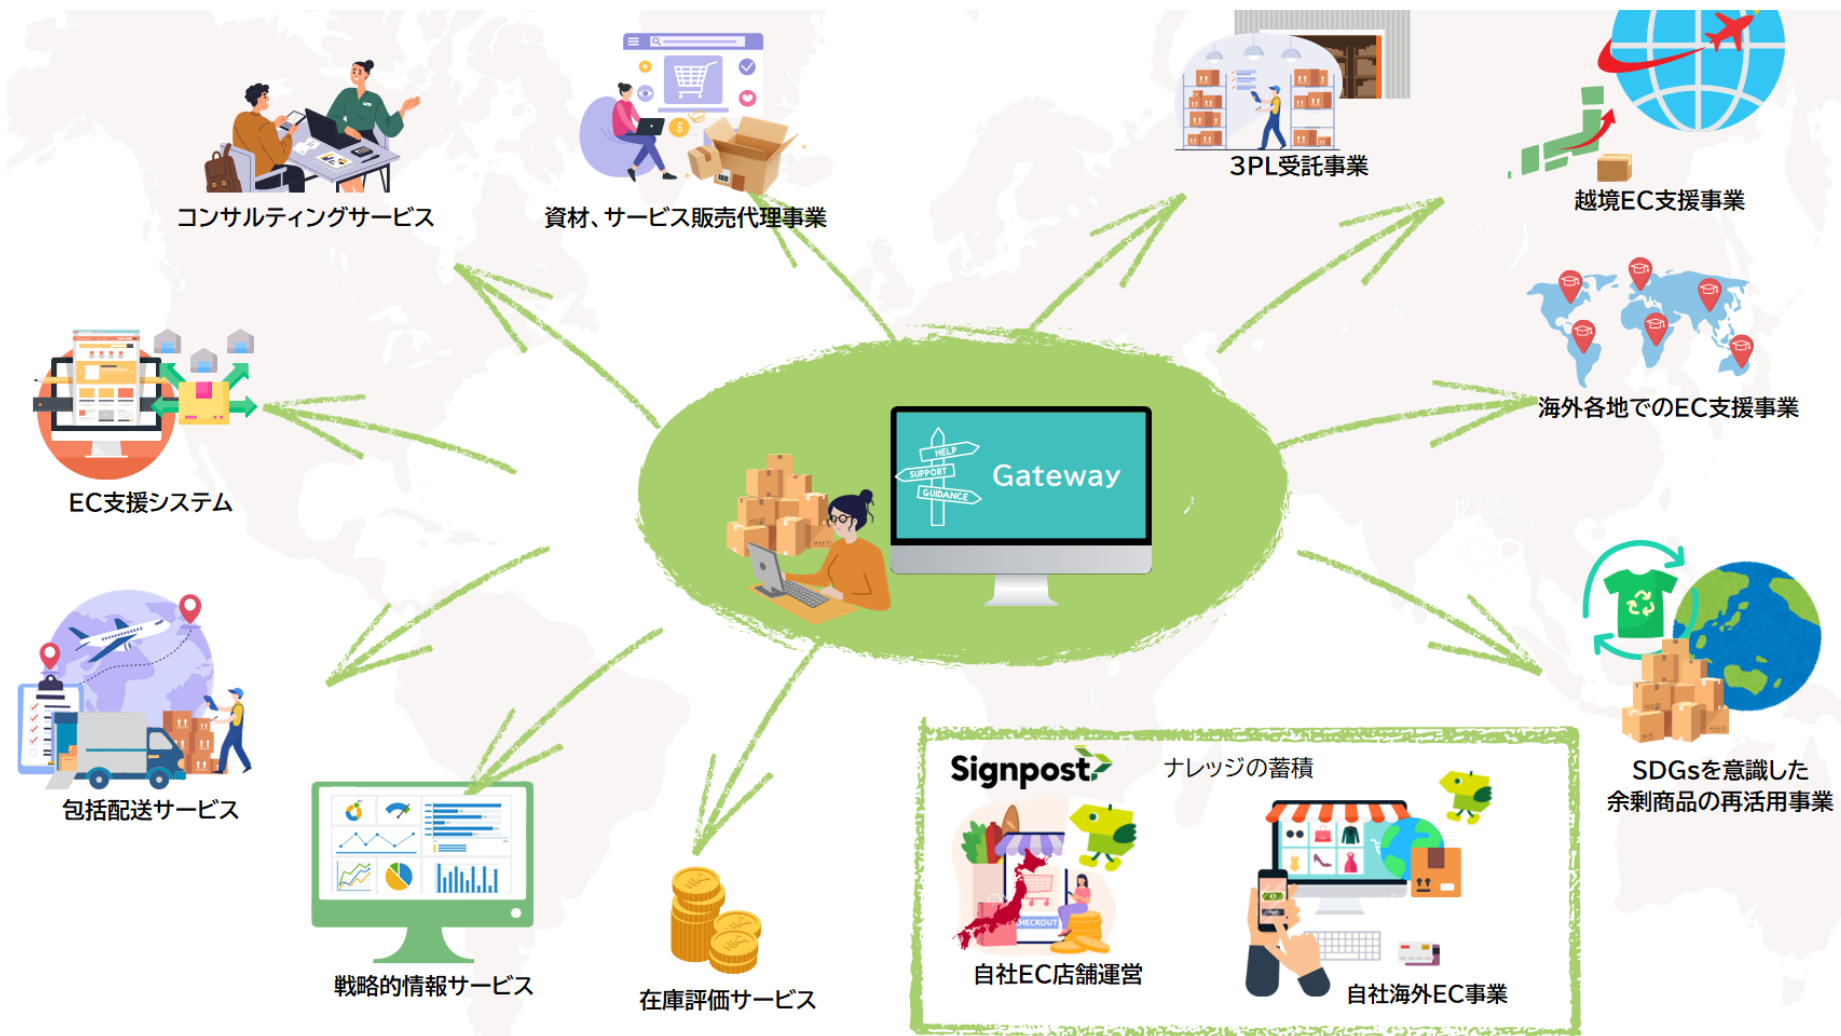 コンサルティングサービス
資材、サービス販売代理事業
3PL受託事業
越境EC支援事業
海外各地でのEC支援事業
EC支援システム
HELP
SUPPORT
GUIDANCE
Gateway
包括配送サービス
SDGsを意識した
余剰商品の再活用事業
戦略的情報サービス
在庫評価サービス
Signpost
ナレッジの蓄積
CHECKOUT
自社EC店舗運営
自社海外EC事業
12